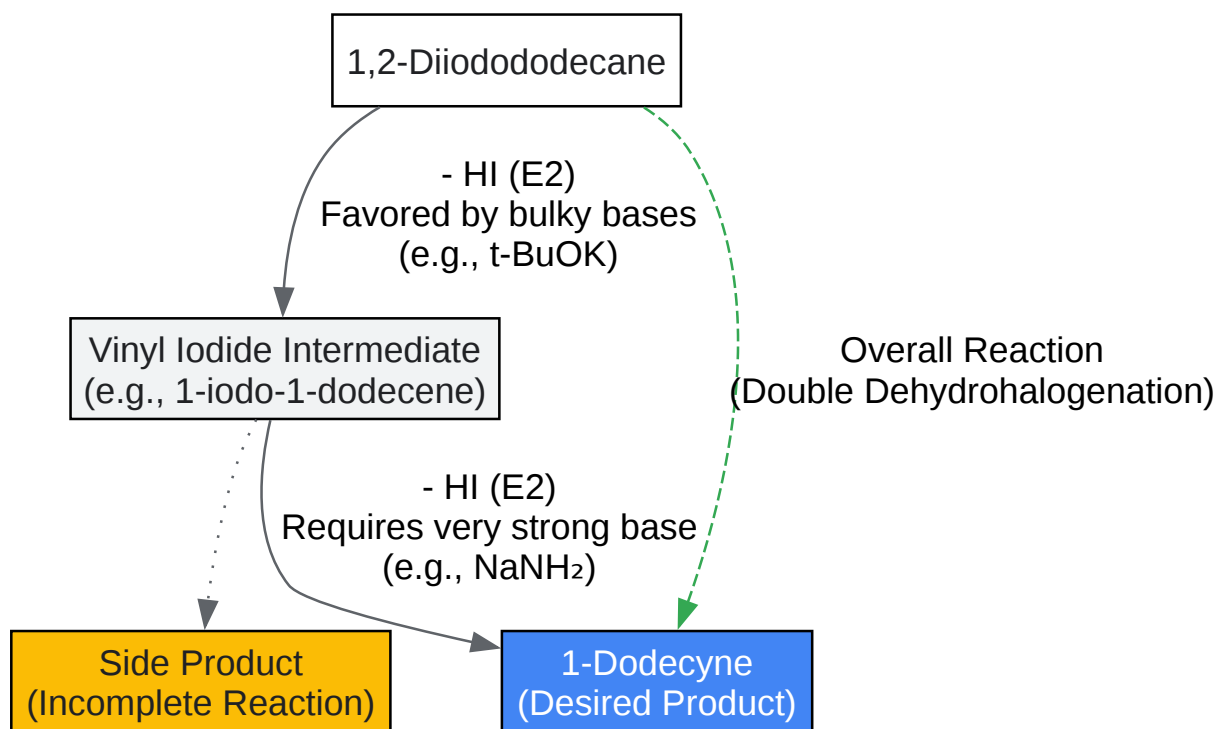 1,2-Diiodododecane
- HI (E2)
Favored by bulky bases
(e.g., t-BuOK)
Vinyl Iodide Intermediate
(e.g., 1-iodo-1-dodecene)
Overall Reaction
(Double Dehydrohalogenation)
- HI (E2)
Requires very strong base
(e.g., NaNH₂)
Side Product
(Incomplete Reaction)
1-Dodecyne
(Desired Product)